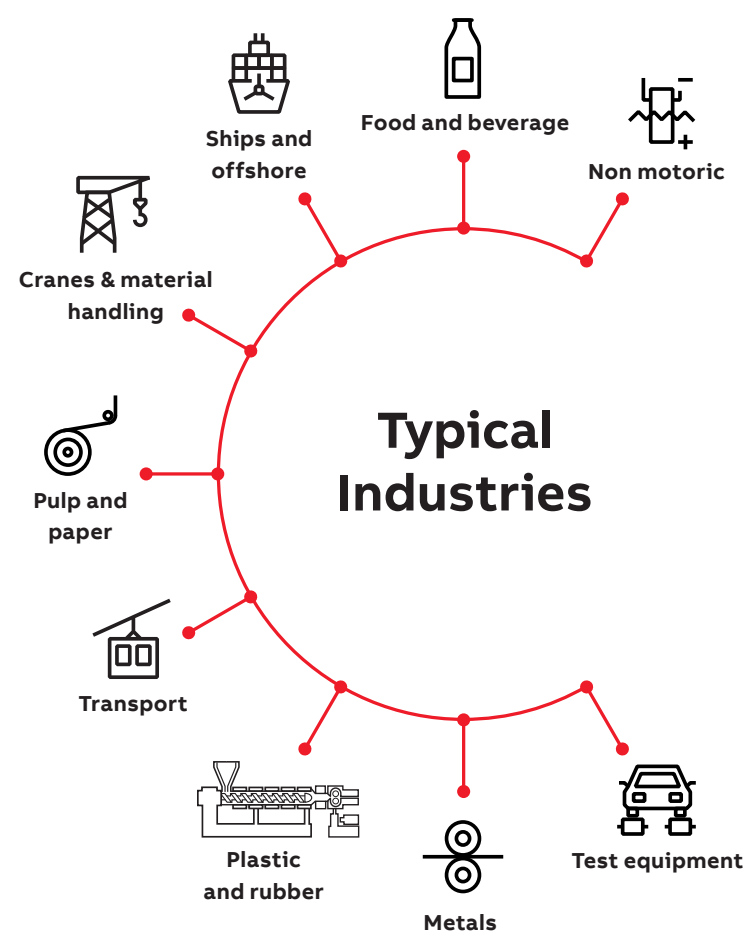 Food and beverage
Ships and
offshore
Non motoric
−
+
Cranes & material
handling
Typical
Industries
Pulp and
paper
Transport
Plastic
and rubber
Test equipment
Metals